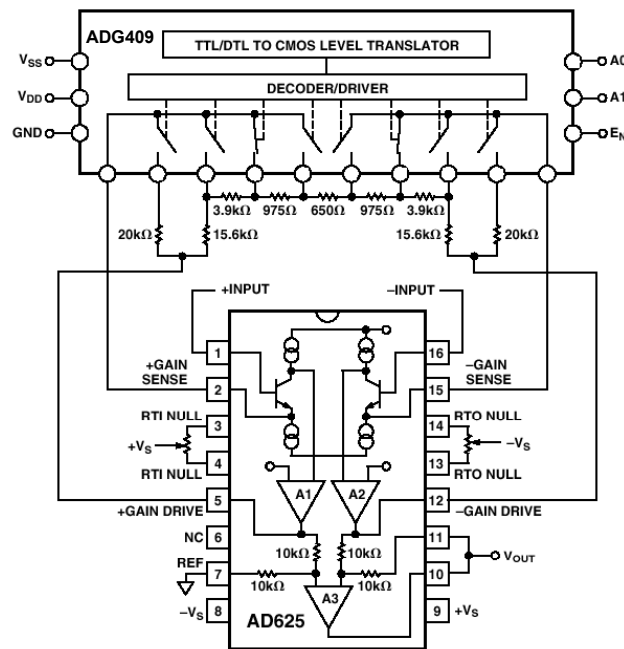 ADG409
TTL/DTL TO CMOS LEVEL TRANSLATOR
DECODER/DRIVER
VSS
VDD
GND
A0
A1
EN
3.9kΩ
975Ω
650Ω
975Ω
3.9kΩ
20kΩ
15.6kΩ
15.6kΩ
20kΩ
+INPUT
–INPUT
1
16
+GAIN
SENSE
–GAIN
SENSE
2
15
RTI NULL
3
14
RTO NULL
+VS
–VS
RTI NULL
4
13
RTO NULL
A1
A2
5
12
+GAIN DRIVE
–GAIN DRIVE
NC
6
11
10kΩ
10kΩ
VOUT
REF
7
10
10kΩ
10kΩ
A3
–VS
8
9
+VS
AD625